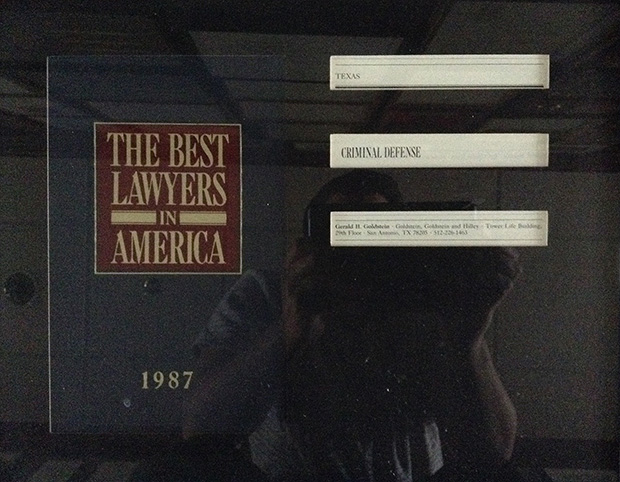 THE BEST
LAWYERS
IN
AMERICA
1987
TEXAS
CRIMINAL DEFENSE
Gerald H. Goldstein · Goldstein, Goldstein and Hilley · Tower Life Building,
29th Floor · San Antonio, TX 78205 · 512-226-1463